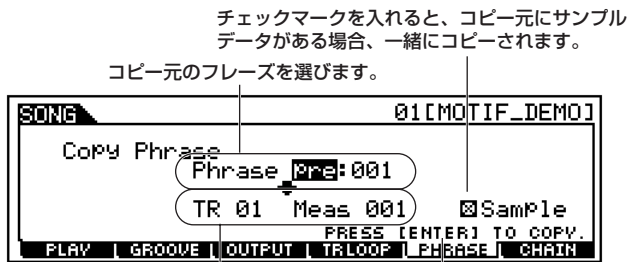 チェックマークを入れると、コピー元にサンプル
データがある場合、一緒にコピーされます。
コピー元のフレーズを選びます。
SONG 01[MOTIF_DEMO]
Copy Phrase
Phrase pre:001
TR 01 Meas 001 Sample
PRESS [ENTER] TO COPY.
PLAY GROOVE OUTPUT TRLOOP PHRASE CHAIN